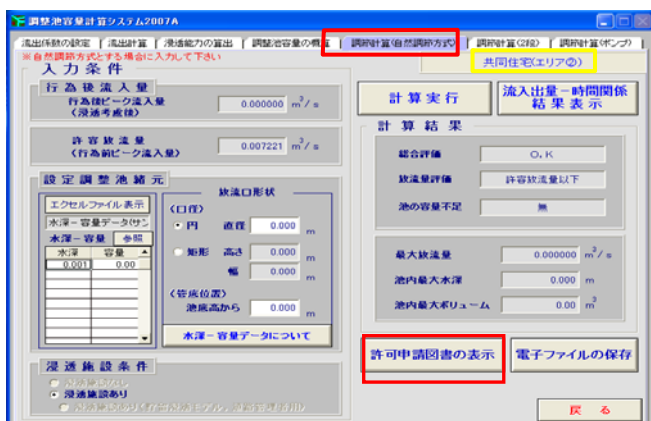 調整池容量計算システム2007A
流出係数の設定 流出計算 浸透能力の算出 調整池容量の概算 調節計算(自然調節方式) 調節計算(2段) 調節計算(ポンプ)
※自然調節方式とする場合に入力して下さい
共同住宅(エリア②)
入力条件
行為後流入量
行為後ピーク流入量
(浸透考慮後)
0.000000 m³/s
許容放流量
(行為前ピーク流入量)
0.007221 m³/s
設定調整池緒元
エクセルファイル表示
水深-容量データ(サン
水深-容量 参照
水深 容量
0.001 0.00
放流口形状
(口径)
円 直径 0.000 m
矩形 高さ 0.000 m
幅 0.000 m
(管底位置)
池底高から 0.000 m
水深-容量データについて
浸透施設条件
浸透施設なし
浸透施設あり
計算実行
流入出量-時間関係
結果表示
計算結果
総合評価 O.K
放流量評価 許容放流量以下
池の容量不足 無
最大放流量 0.000000 m³/s
池内最大水深 0.000 m
池内最大ボリューム 0.00 m³
許可申請図書の表示
電子ファイルの保存
戻る